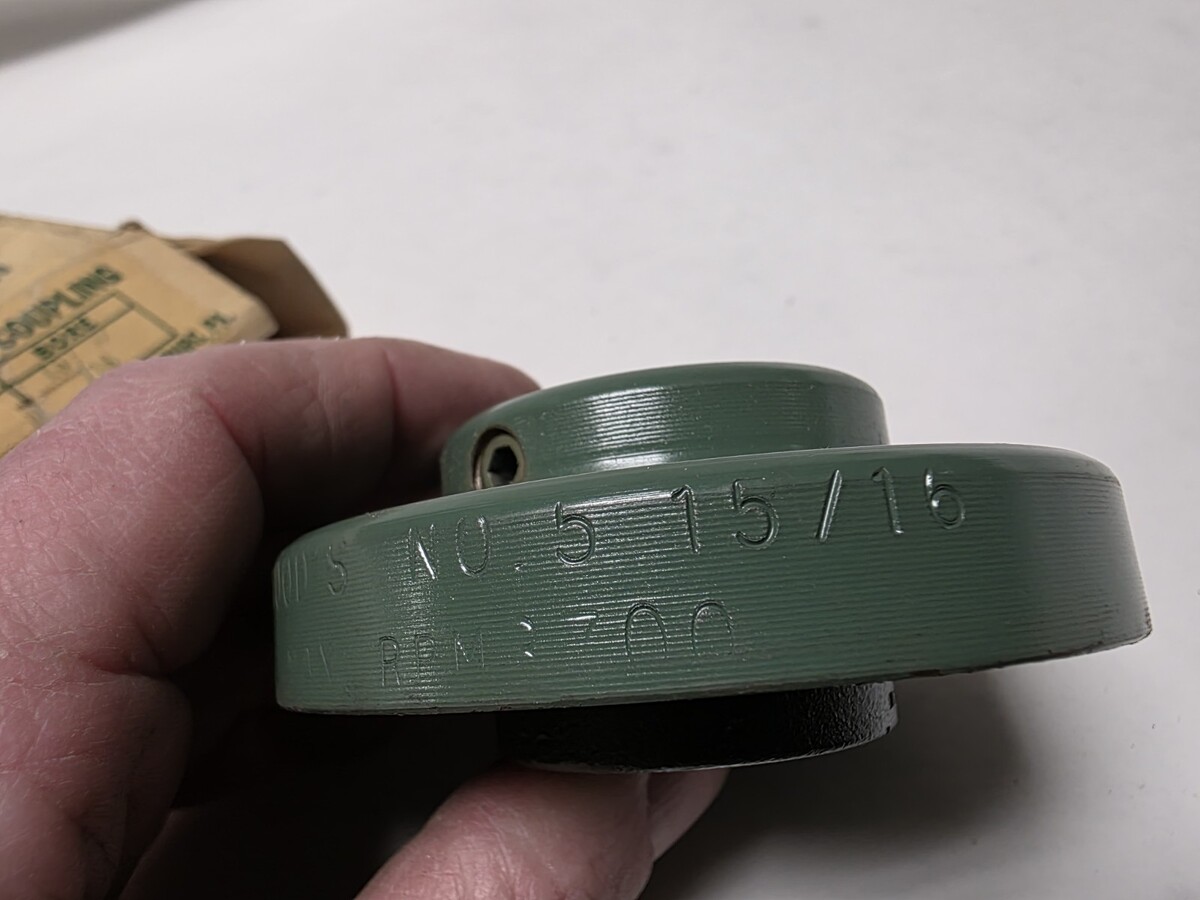 COUPLING
BORE
S NO. 5 15/16
RPM 3700